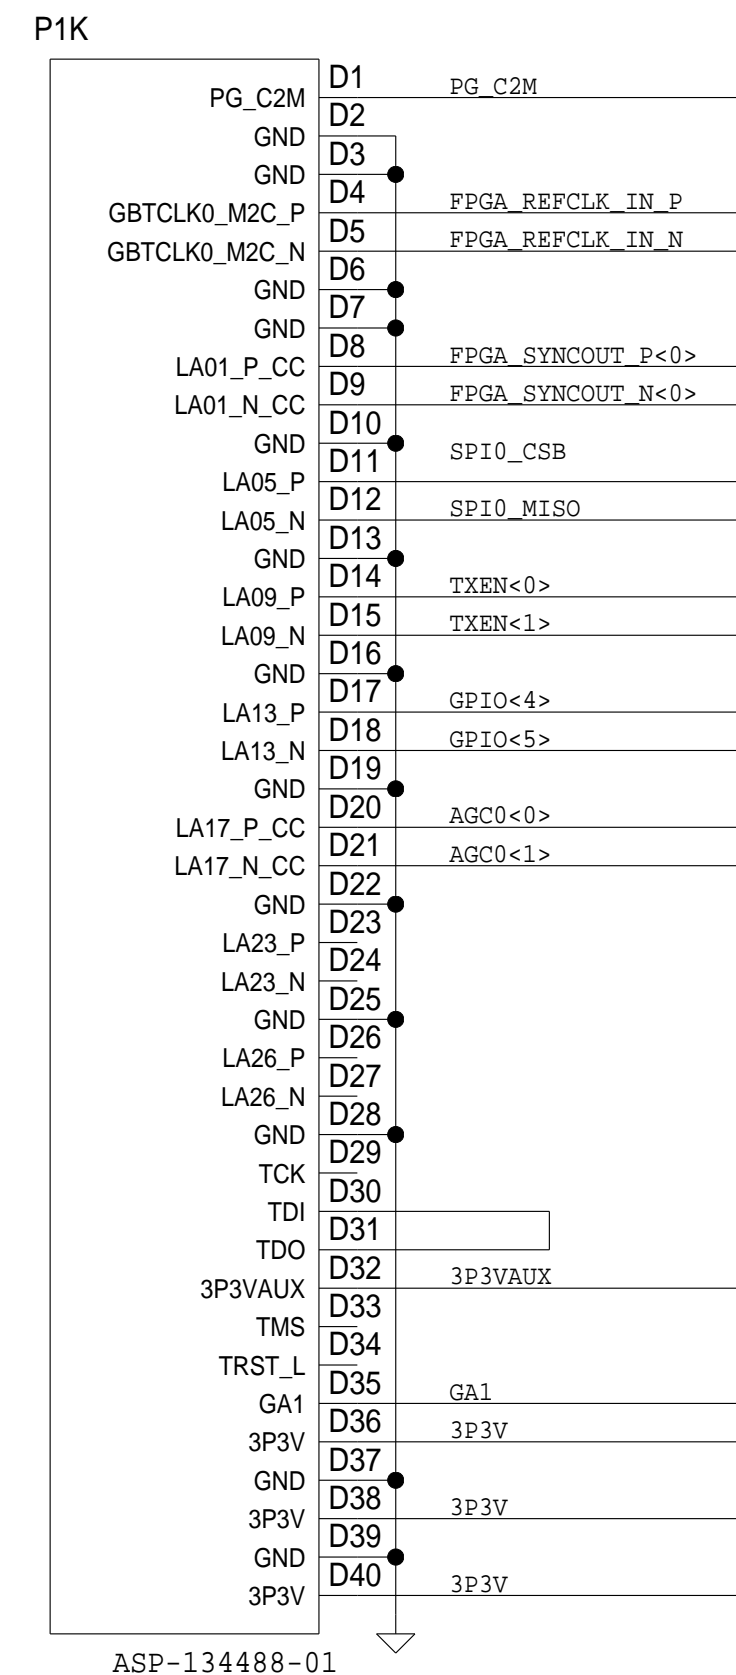 P1K
D1
PG_C2M PG_C2M
D2
GND
D3
GND
D4
GBTCLK0_M2C_P FPGA_REFCLK_IN_P
D5
GBTCLK0_M2C_N FPGA_REFCLK_IN_N
D6
GND
D7
GND
D8
LA01_P_CC FPGA_SYNCOUT_P<0>
D9
LA01_N_CC FPGA_SYNCOUT_N<0>
D10
GND
D11 SPI0_CSB
LA05_P
D12
LA05_N SPI0_MISO
D13
GND
D14
LA09_P TXEN<0>
D15
LA09_N TXEN<1>
D16
GND
D17
LA13_P GPIO<4>
D18
LA13_N GPIO<5>
D19
GND
D20
LA17_P_CC AGC0<0>
D21
LA17_N_CC AGC0<1>
D22
GND
D23
LA23_P
D24
LA23_N
D25
GND
D26
LA26_P
D27
LA26_N
D28
GND
D29
TCK
D30
TDI
D31
TDO
D32
3P3VAUX 3P3VAUX
D33
TMS
D34
TRST_L
D35
GA1 GA1
D36
3P3V 3P3V
D37
GND
D38
3P3V 3P3V
D39
GND
D40
3P3V 3P3V
ASP-134488-01